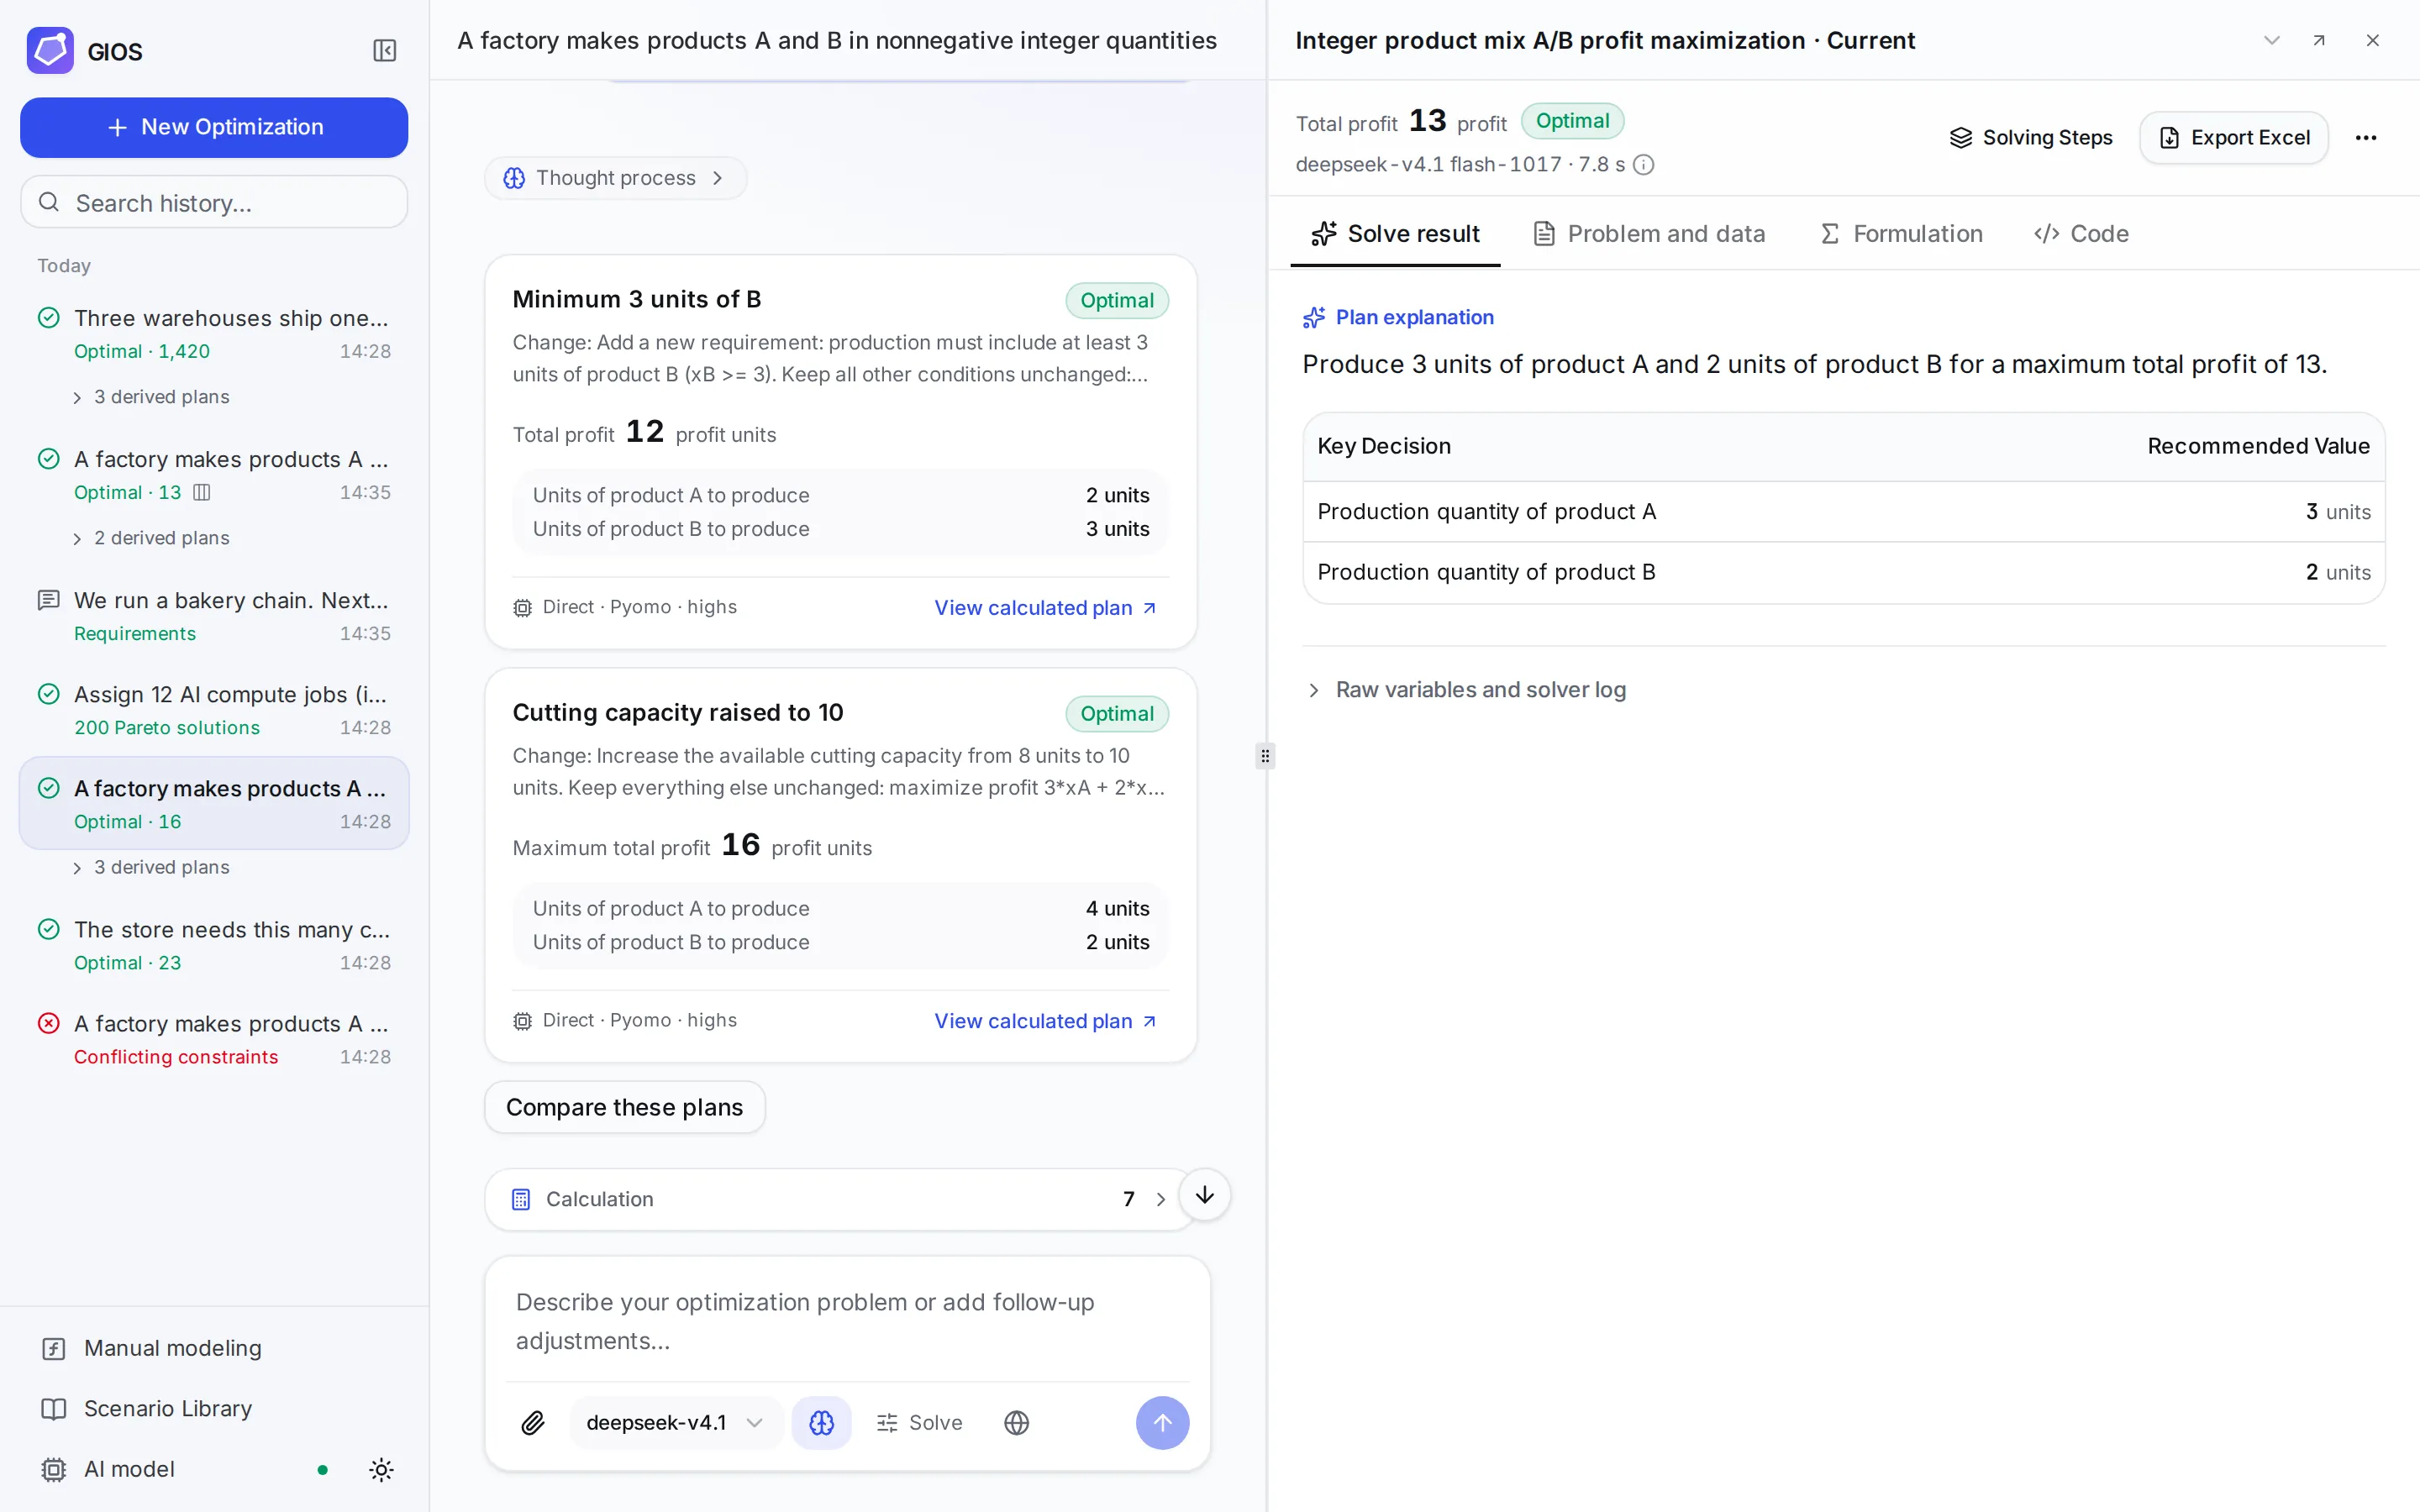 GIOS
New Optimization
Search history...
Today
Three warehouses ship one...
Optimal · 1,420 14:28
3 derived plans
A factory makes products A ...
Optimal · 13 14:35
2 derived plans
We run a bakery chain. Next...
Requirements 14:35
Assign 12 AI compute jobs (i...
200 Pareto solutions 14:28
A factory makes products A ...
Optimal · 16 14:28
3 derived plans
The store needs this many c...
Optimal · 23 14:28
A factory makes products A ...
Conflicting constraints 14:28
Manual modeling
Scenario Library
AI model
A factory makes products A and B in nonnegative integer quantities
Thought process
Minimum 3 units of B Optimal
Change: Add a new requirement: production must include at least 3
units of product B (xB >= 3). Keep all other conditions unchanged:...
Total profit 12 profit units
Units of product A to produce 2 units
Units of product B to produce 3 units
Direct · Pyomo · highs View calculated plan
Cutting capacity raised to 10 Optimal
Change: Increase the available cutting capacity from 8 units to 10
units. Keep everything else unchanged: maximize profit 3*xA + 2*x...
Maximum total profit 16 profit units
Units of product A to produce 4 units
Units of product B to produce 2 units
Direct · Pyomo · highs View calculated plan
Compare these plans
Calculation 7
Describe your optimization problem or add follow-up
adjustments...
deepseek-v4.1 Solve
Integer product mix A/B profit maximization · Current
Total profit 13 profit Optimal
deepseek-v4.1 flash-1017 · 7.8 s
Solving Steps Export Excel
Solve result Problem and data Formulation Code
Plan explanation
Produce 3 units of product A and 2 units of product B for a maximum total profit of 13.
Key Decision Recommended Value
Production quantity of product A 3 units
Production quantity of product B 2 units
Raw variables and solver log